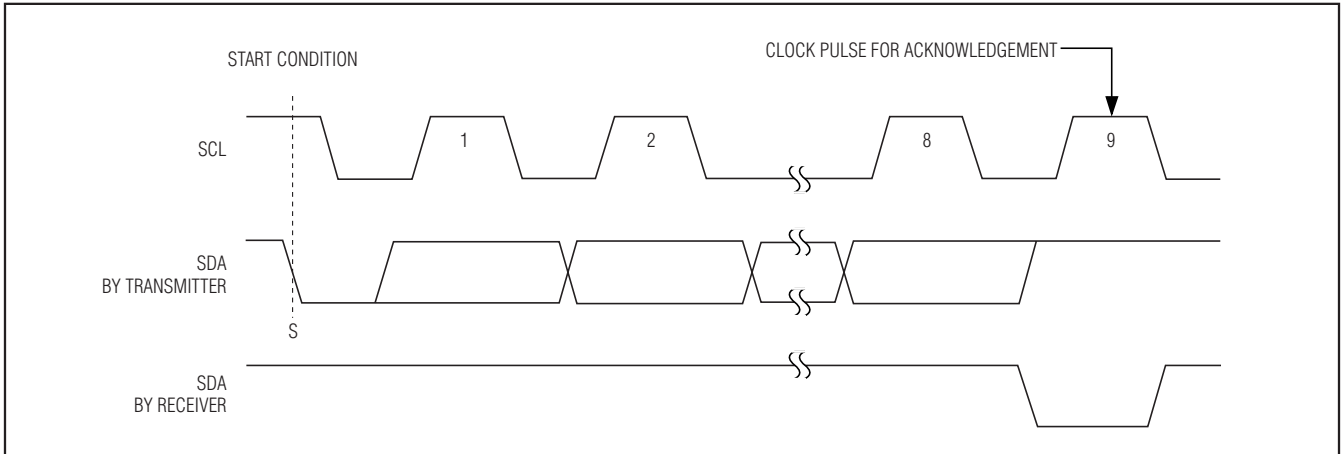 START CONDITION
CLOCK PULSE FOR ACKNOWLEDGEMENT
SCL
1
2
8
9
SDA
BY TRANSMITTER
S
SDA
BY RECEIVER